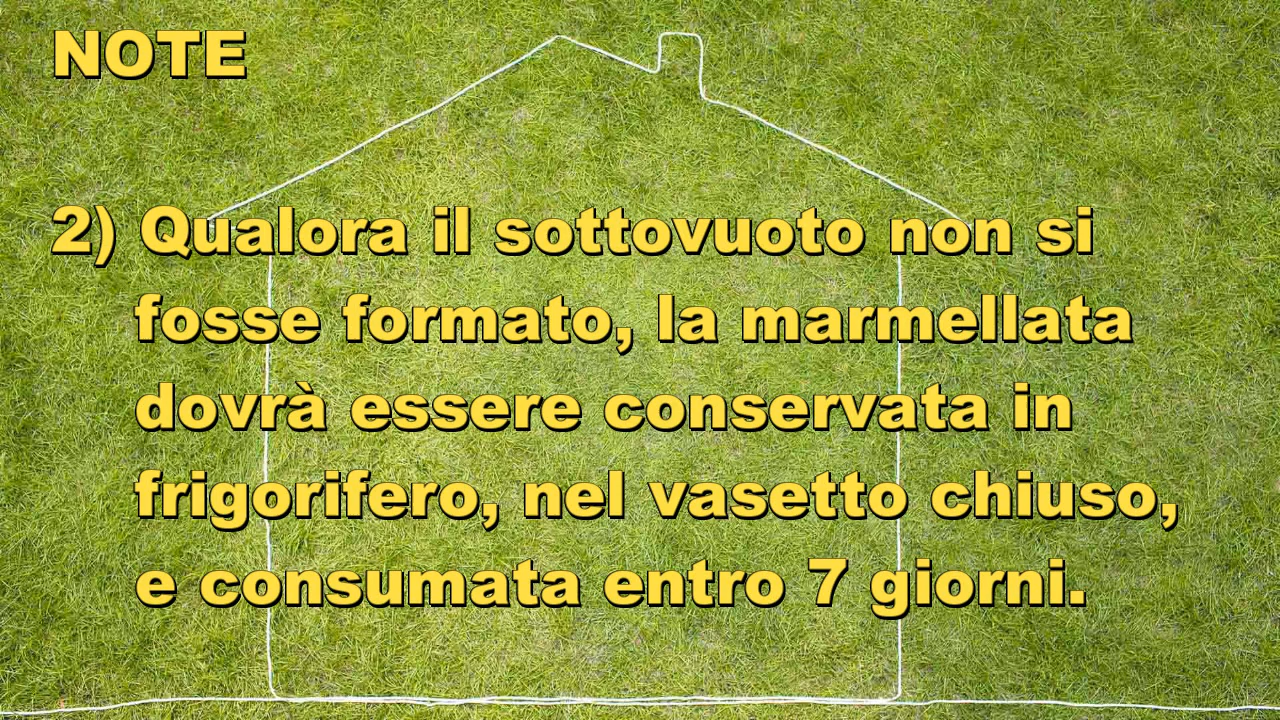 NOTE
2) Qualora il sottovuoto non si
fosse formato, la marmellata
dovrà essere conservata in
frigorifero, nel vasetto chiuso,
e consumata entro 7 giorni.